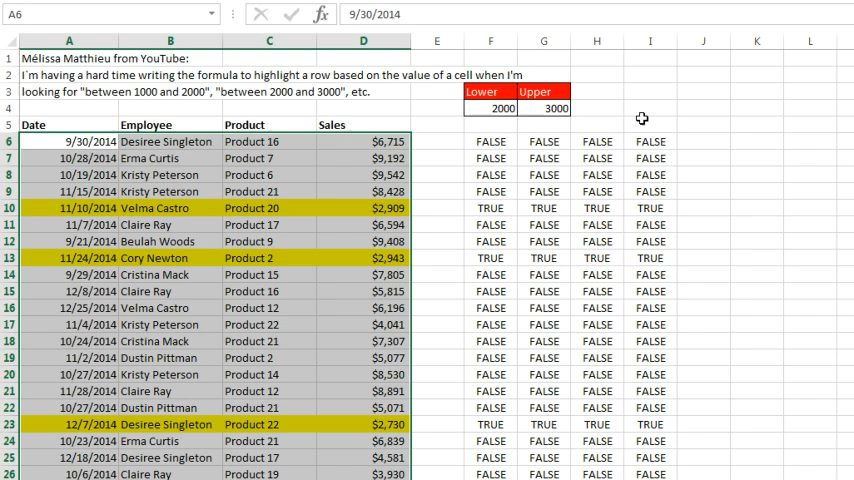 A6 fx 9/30/2014
A B C D E F G H I J K L
1 Mélissa Matthieu from YouTube:
2 I`m having a hard time writing the formula to highlight a row based on the value of a cell when I'm
3 looking for "between 1000 and 2000", "between 2000 and 3000", etc. Lower Upper
4 2000 3000
5 Date Employee Product Sales
6 9/30/2014 Desiree Singleton Product 16 $6,715 FALSE FALSE FALSE FALSE
7 10/28/2014 Erma Curtis Product 7 $9,192 FALSE FALSE FALSE FALSE
8 10/19/2014 Kristy Peterson Product 6 $9,542 FALSE FALSE FALSE FALSE
9 11/15/2014 Kristy Peterson Product 21 $8,428 FALSE FALSE FALSE FALSE
10 11/10/2014 Velma Castro Product 20 $2,909 TRUE TRUE TRUE TRUE
11 11/7/2014 Claire Ray Product 17 $6,594 FALSE FALSE FALSE FALSE
12 9/21/2014 Beulah Woods Product 9 $9,408 FALSE FALSE FALSE FALSE
13 11/24/2014 Cory Newton Product 2 $2,943 TRUE TRUE TRUE TRUE
14 9/29/2014 Cristina Mack Product 15 $7,805 FALSE FALSE FALSE FALSE
15 12/8/2014 Claire Ray Product 16 $5,815 FALSE FALSE FALSE FALSE
16 12/25/2014 Velma Castro Product 12 $6,196 FALSE FALSE FALSE FALSE
17 11/4/2014 Kristy Peterson Product 22 $4,041 FALSE FALSE FALSE FALSE
18 10/24/2014 Cristina Mack Product 21 $7,307 FALSE FALSE FALSE FALSE
19 11/2/2014 Dustin Pittman Product 2 $5,077 FALSE FALSE FALSE FALSE
20 10/27/2014 Kristy Peterson Product 14 $8,530 FALSE FALSE FALSE FALSE
21 11/28/2014 Claire Ray Product 12 $8,891 FALSE FALSE FALSE FALSE
22 10/27/2014 Dustin Pittman Product 21 $5,071 FALSE FALSE FALSE FALSE
23 12/7/2014 Desiree Singleton Product 22 $2,730 TRUE TRUE TRUE TRUE
24 10/23/2014 Erma Curtis Product 21 $6,839 FALSE FALSE FALSE FALSE
25 12/18/2014 Desiree Singleton Product 17 $4,581 FALSE FALSE FALSE FALSE
26 10/6/2014 Claire Ray Product 19 $3,930 FALSE FALSE FALSE FALSE